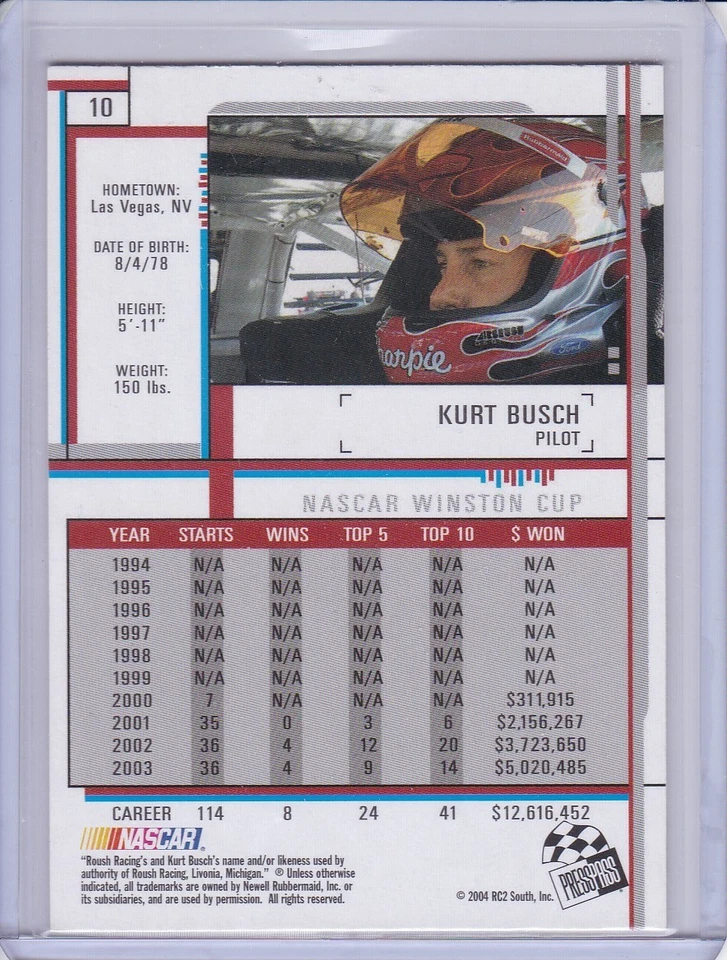 10
HOMETOWN:
Las Vegas, NV
DATE OF BIRTH:
8/4/78
HEIGHT:
5'-11"
WEIGHT:
150 lbs.
Rubbermaid
Ford
harpie
KURT BUSCH
PILOT
NASCAR WINSTON CUP
YEAR STARTS WINS TOP 5 TOP 10 $ WON
1994 N/A N/A N/A N/A N/A
1995 N/A N/A N/A N/A N/A
1996 N/A N/A N/A N/A N/A
1997 N/A N/A N/A N/A N/A
1998 N/A N/A N/A N/A N/A
1999 N/A N/A N/A N/A N/A
2000 7 N/A N/A N/A $311,915
2001 35 0 3 6 $2,156,267
2002 36 4 12 20 $3,723,650
2003 36 4 9 14 $5,020,485
CAREER 114 8 24 41 $12,616,452
NASCAR
"Roush Racing's and Kurt Busch's name and/or likeness used by
authority of Roush Racing, Livonia, Michigan." ® Unless otherwise
indicated, all trademarks are owned by Newell Rubbermaid, Inc. or
its subsidiaries, and are used by permission. All rights reserved.
© 2004 RC2 South, Inc.
PRESS PASS